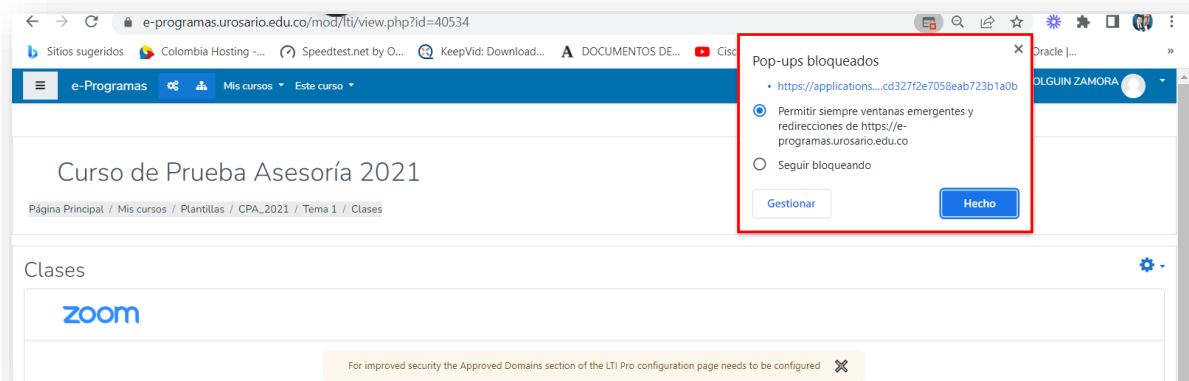 e-programas.urosario.edu.co/mod/lti/view.php?id=40534
Sitios sugeridos Colombia Hosting -... Speedtest.net by O... KeepVid: Download... A DOCUMENTOS DE... Cisc Oracle |... »
e-Programas Mis cursos Este curso OLGUIN ZAMORA
Pop-ups bloqueados
• https://applications....cd327f2e7058eab723b1a0b
Permitir siempre ventanas emergentes y
redirecciones de https://e-
programas.urosario.edu.co
Seguir bloqueando
Gestionar Hecho
Curso de Prueba Asesoría 2021
Página Principal / Mis cursos / Plantillas / CPA_2021 / Tema 1 / Clases
Clases
zoom
For improved security the Approved Domains section of the LTI Pro configuration page needs to be configured